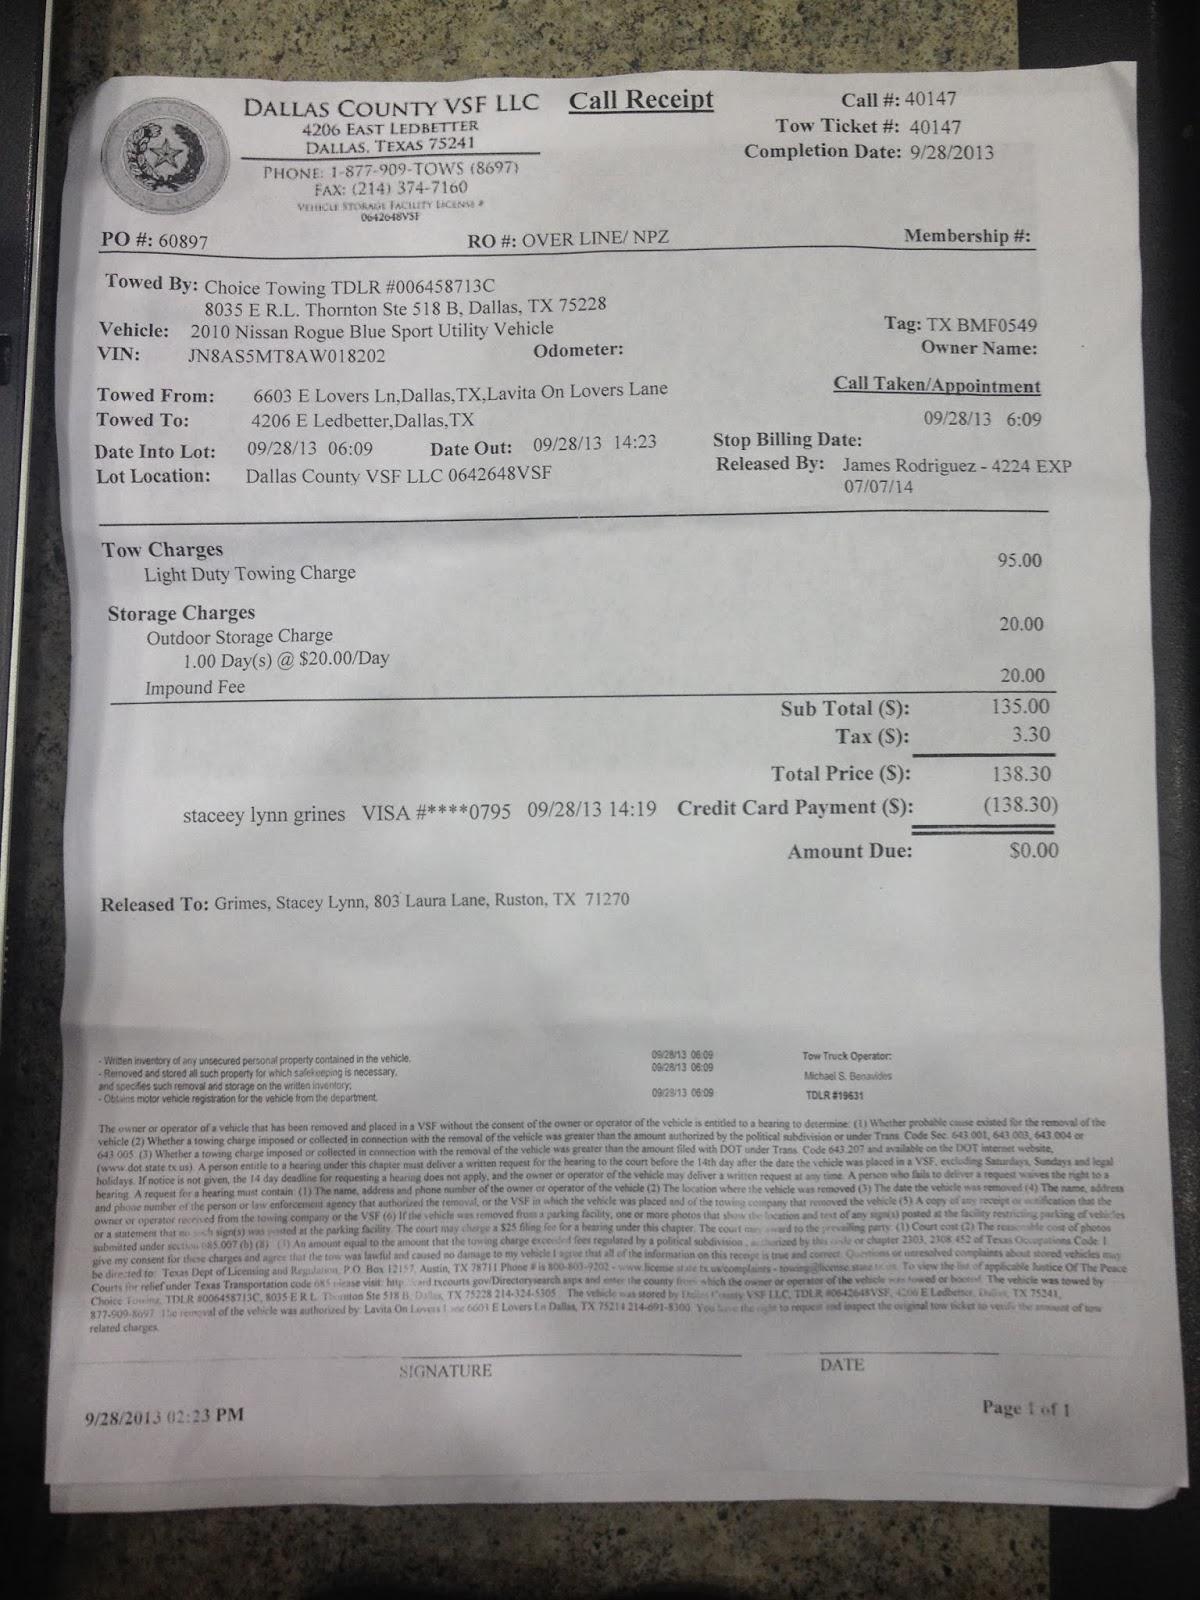 DALLAS COUNTY VSF LLC Call Receipt Call #: 40147
4206 EAST LEDBETTER Tow Ticket #: 40147
DALLAS, TEXAS 75241 Completion Date: 9/28/2013
PHONE: 1-877-909-TOWS (8697)
FAX: (214) 374-7160
VEHICLE STORAGE FACILITY LICENSE #
0642648VSF
PO #: 60897 RO #: OVER LINE/ NPZ Membership #:
Towed By: Choice Towing TDLR #006458713C
8035 E R.L. Thornton Ste 518 B, Dallas, TX 75228
Vehicle: 2010 Nissan Rogue Blue Sport Utility Vehicle Tag: TX BMF0549
VIN: JN8AS5MT8AW018202 Odometer: Owner Name:
Towed From: 6603 E Lovers Ln,Dallas,TX,Lavita On Lovers Lane Call Taken/Appointment
Towed To: 4206 E Ledbetter,Dallas,TX 09/28/13 6:09
Date Into Lot: 09/28/13 06:09 Date Out: 09/28/13 14:23 Stop Billing Date:
Lot Location: Dallas County VSF LLC 0642648VSF Released By: James Rodriguez - 4224 EXP
07/07/14
Tow Charges
Light Duty Towing Charge 95.00
Storage Charges
Outdoor Storage Charge 20.00
1.00 Day(s) @ $20.00/Day
Impound Fee 20.00
Sub Total ($): 135.00
Tax ($): 3.30
Total Price ($): 138.30
staceey lynn grines VISA #****0795 09/28/13 14:19 Credit Card Payment ($): (138.30)
Amount Due: $0.00
Released To: Grimes, Stacey Lynn, 803 Laura Lane, Ruston, TX 71270
- Written inventory of any unsecured personal property contained in the vehicle. 09/28/13 06:09 Tow Truck Operator:
- Removed and stored all such property for which safekeeping is necessary, 09/28/13 06:09 Michael S. Benavides
and specifies such removal and storage on the written inventory;
- Obtains motor vehicle registration for the vehicle from the department. 09/28/13 06:09 TDLR #19631
The owner or operator of a vehicle that has been removed and placed in a VSF without the consent of the owner or operator of the vehicle is entitled to a hearing to determine: (1) Whether probable cause existed for the removal of the
vehicle (2) Whether a towing charge imposed or collected in connection with the removal of the vehicle was greater than the amount authorized by the political subdivision or under Trans. Code Sec. 643.001, 643.003, 643.004 or
643.005. (3) Whether a towing charge imposed or collected in connection with the removal of the vehicle was greater than the amount filed with DOT under Trans. Code 643.207 and available on the DOT internet website,
(www.dot.state.tx.us). A person entitle to a hearing under this chapter must deliver a written request for the hearing to the court before the 14th day after the date the vehicle was placed in a VSF, excluding Saturdays, Sundays and legal
holidays. If notice is not given, the 14 day deadline for requesting a hearing does not apply, and the owner or operator of the vehicle may deliver a written request at any time. A person who fails to deliver a request waives the right to a
hearing. A request for a hearing must contain: (1) The name, address and phone number of the owner or operator of the vehicle (2) The location where the vehicle was removed (3) The date the vehicle was removed (4) The name, address
and phone number of the person or law enforcement agency that authorized the removal, or the VSF in which the vehicle was placed and of the towing company that removed the vehicle (5) A copy of any receipt or notification that the
owner or operator received from the towing company or the VSF (6) If the vehicle was removed from a parking facility, one or more photos that show the location and text of any sign(s) posted at the facility restricting parking of vehicles
or a statement that no such sign(s) was posted at the parking facility. The court may charge a $25 filing fee for a hearing under this chapter. The court may award to the prevailing party: (1) Court cost (2) The reasonable cost of photos
submitted under section 685.007 (b) (8) (3) An amount equal to the amount that the towing charge exceeded fees regulated by a political subdivision, authorized by this code or chapter 2303, 2308.452 of Texas Occupations Code. I
give my consent for these charges and agree that the tow was lawful and caused no damage to my vehicle I agree that all of the information on this receipt is true and correct. Questions or unresolved complaints about stored vehicles may
be directed to: Texas Dept of Licensing and Regulation, P.O. Box 12157, Austin, TX 78711 Phone # is 800-803-9202 - www.license.state.tx.us/complaints - towing@license.state.tx.us. To view the list of applicable Justice Of The Peace
Courts for relief under Texas Transportation code 685 please visit: and enter the county from which the owner or operator of the vehicle was towed or booted. The vehicle was towed by
Choice Towing, TDLR #006458713C, 8035 E R.L. Thornton Ste 518 B, Dallas, TX 75228 214-324-5305. The vehicle was stored by Dallas County VSF LLC, TDLR #0642648VSF, 4206 E Ledbetter, Dallas, TX 75241,
877-909-8697. The removal of the vehicle was authorized by: Lavita On Lovers Lane 6603 E Lovers Ln Dallas, TX 75214 214-691-8300. You have the right to request and inspect the original tow ticket to verify the amount of tow
related charges.
SIGNATURE DATE
9/28/2013 02:23 PM Page 1 of 1